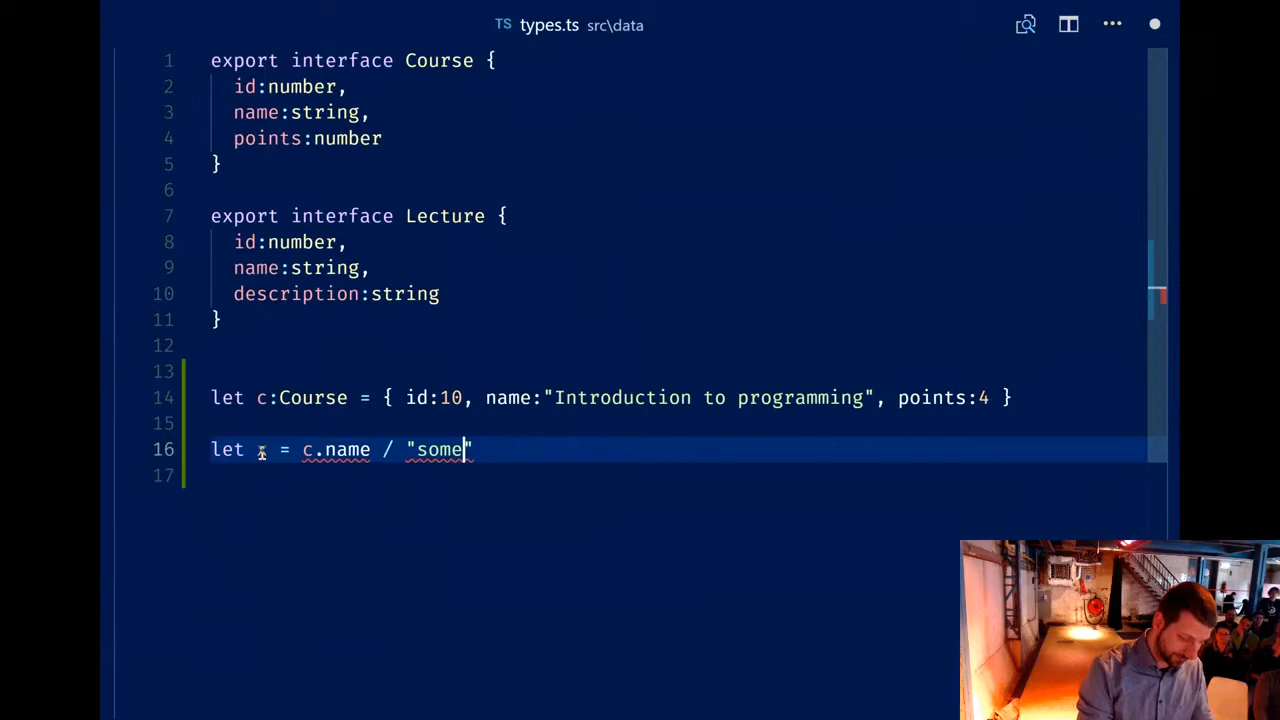 TS types.ts src\data
1 export interface Course {
2 id:number,
3 name:string,
4 points:number
5 }
6
7 export interface Lecture {
8 id:number,
9 name:string,
10 description:string
11 }
12
13
14 let c:Course = { id:10, name:"Introduction to programming", points:4 }
15
16 let x = c.name / "some"
17